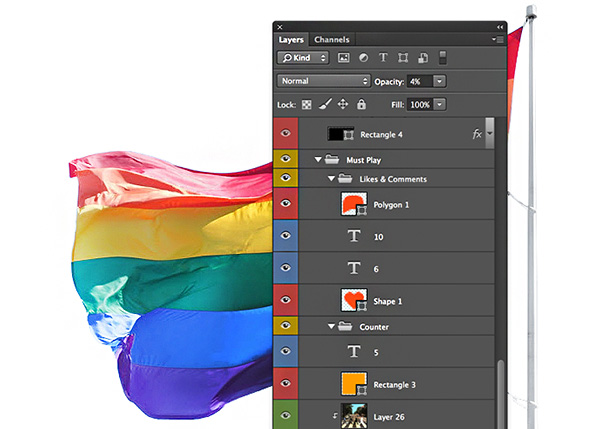 Layers Channels
Kind
Normal Opacity: 4%
Lock: Fill: 100%
Rectangle 4 fx
Must Play
Likes & Comments
Polygon 1
T 10
T 6
Shape 1
Counter
T 5
Rectangle 3
Layer 26